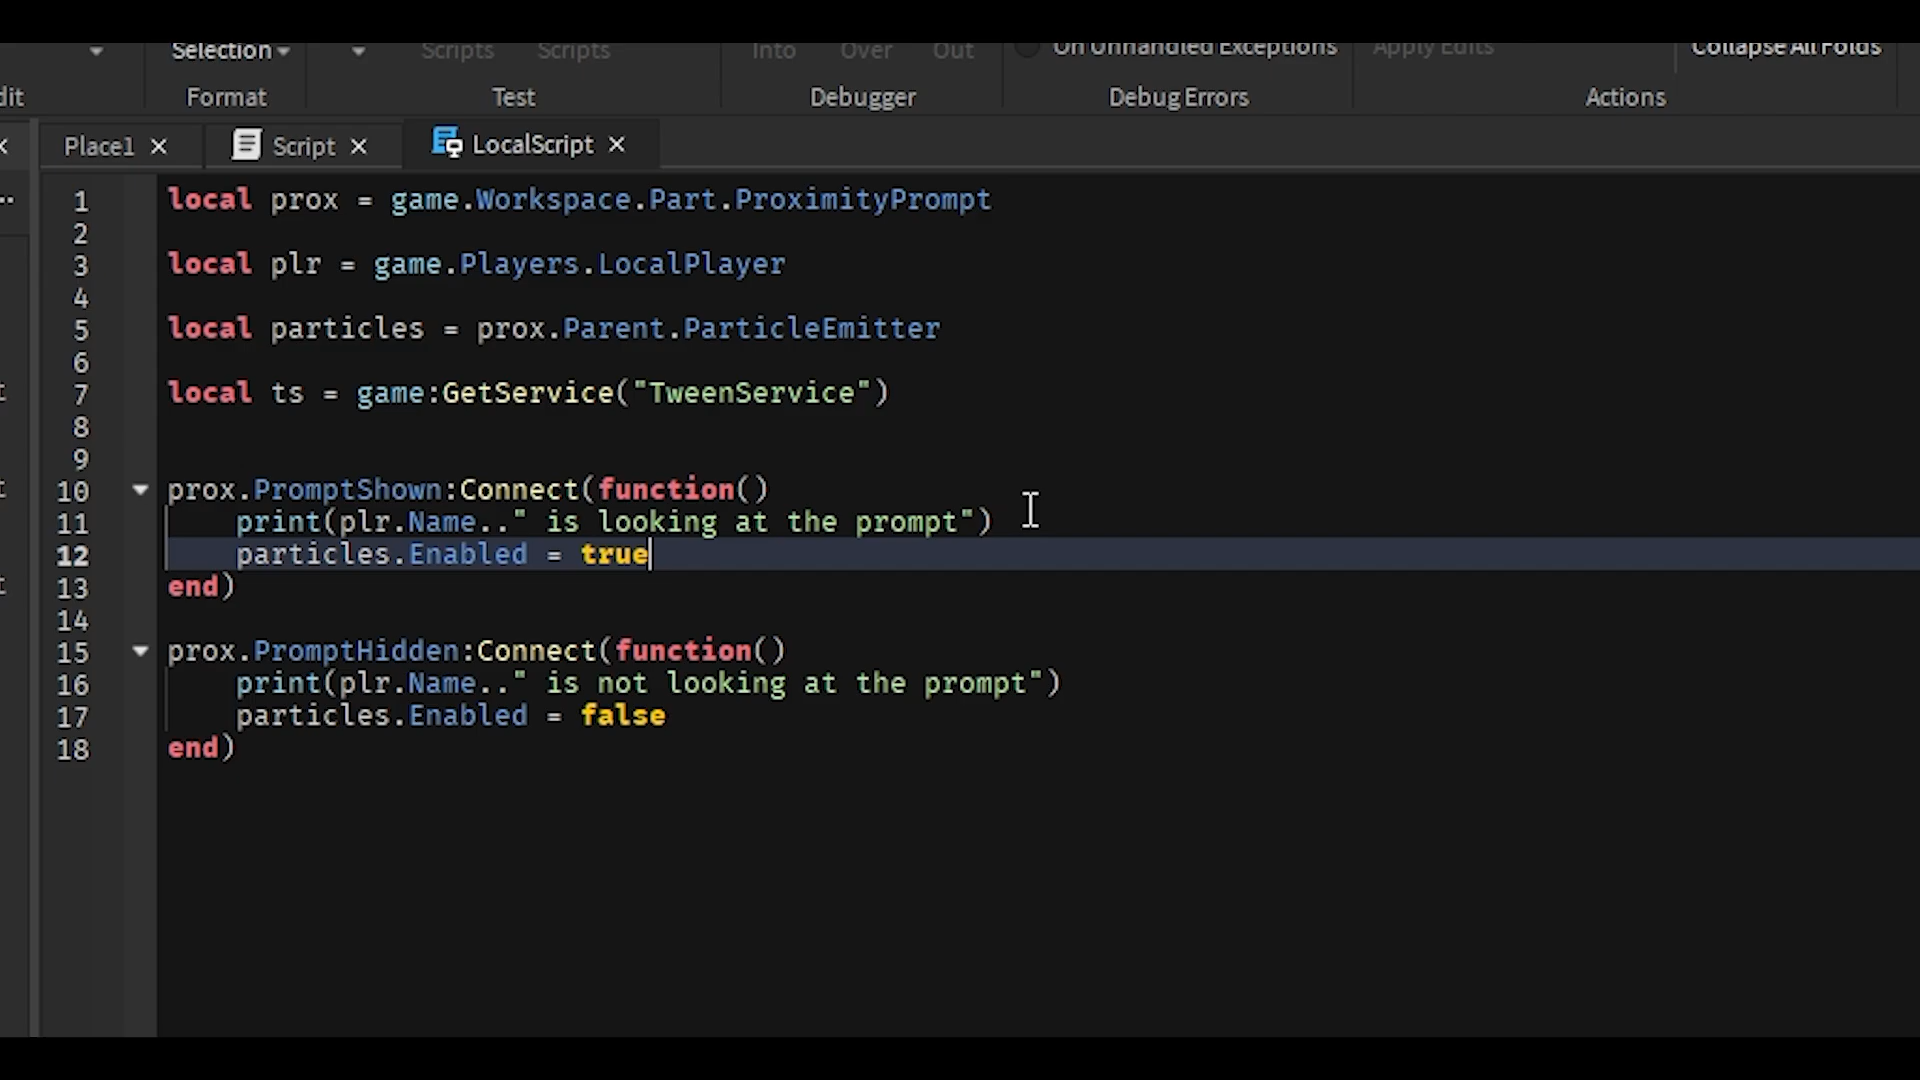 Selection Scripts Scripts Into Over Out On Unhandled Exceptions Apply Edits Collapse All Folds
dit Format Test Debugger Debug Errors Actions
Place1 Script LocalScript
1 local prox = game.Workspace.Part.ProximityPrompt
2
3 local plr = game.Players.LocalPlayer
4
5 local particles = prox.Parent.ParticleEmitter
6
7 local ts = game:GetService("TweenService")
8
9
10 prox.PromptShown:Connect(function()
11 print(plr.Name.." is looking at the prompt")
12 particles.Enabled = true
13 end)
14
15 prox.PromptHidden:Connect(function()
16 print(plr.Name.." is not looking at the prompt")
17 particles.Enabled = false
18 end)